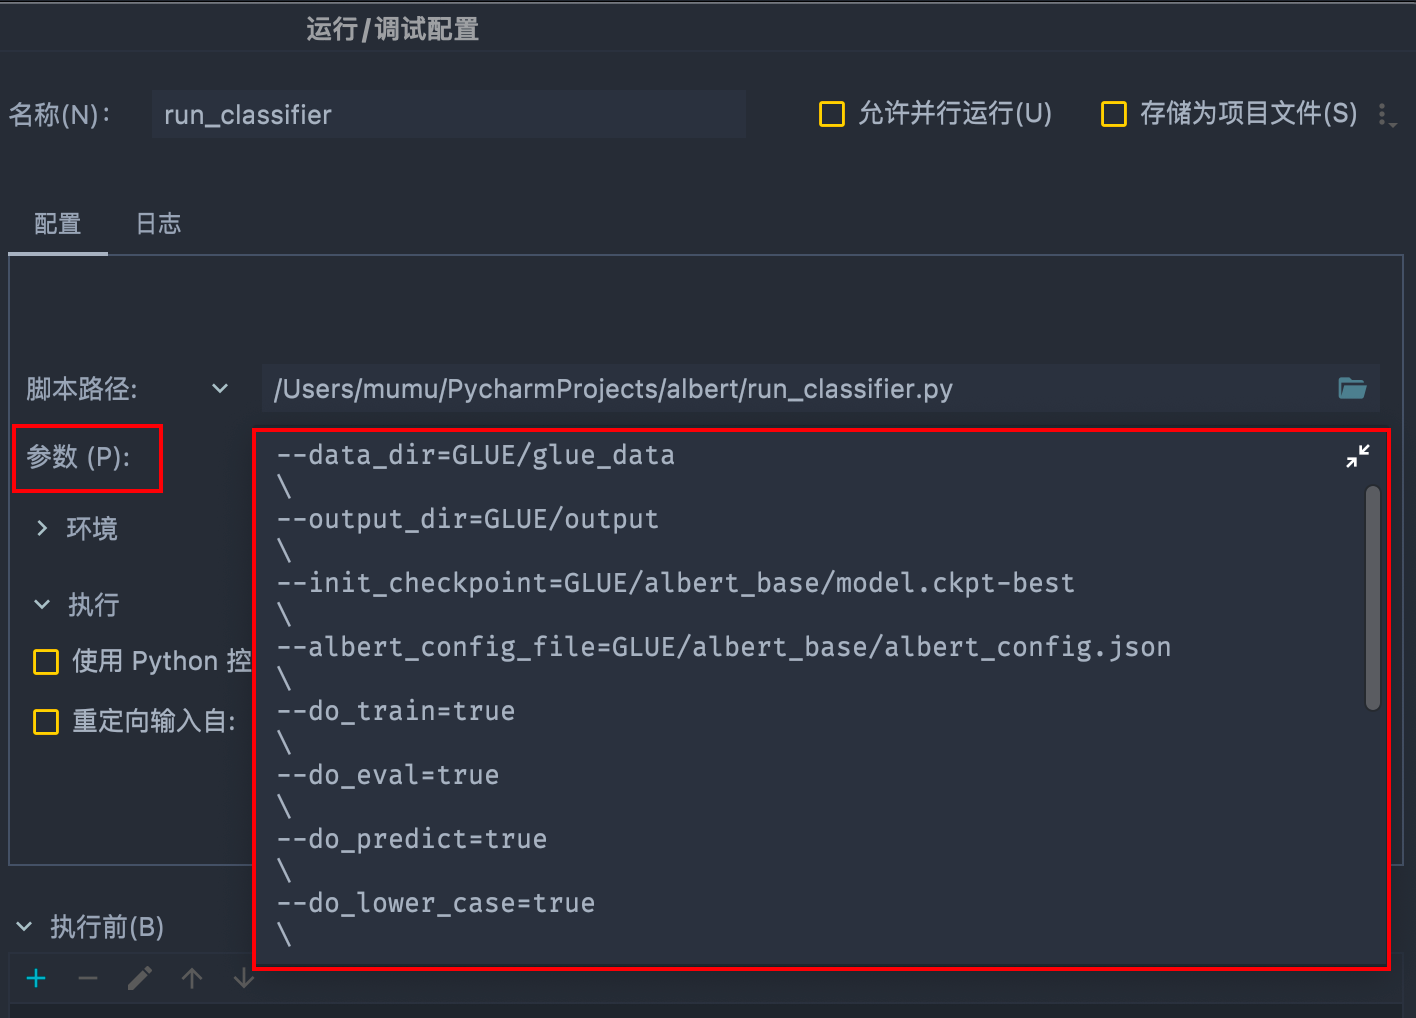 运行/调试配置
名称(N):
run_classifier
允许并行运行(U)
存储为项目文件(S)
配置
日志
脚本路径:
/Users/mumu/PycharmProjects/albert/run_classifier.py
参数 (P):
--data_dir=GLUE/glue_data
\
--output_dir=GLUE/output
\
--init_checkpoint=GLUE/albert_base/model.ckpt-best
\
--albert_config_file=GLUE/albert_base/albert_config.json
\
--do_train=true
\
--do_eval=true
\
--do_predict=true
\
--do_lower_case=true
\
环境
执行
使用 Python 控
重定向输入自:
执行前(B)